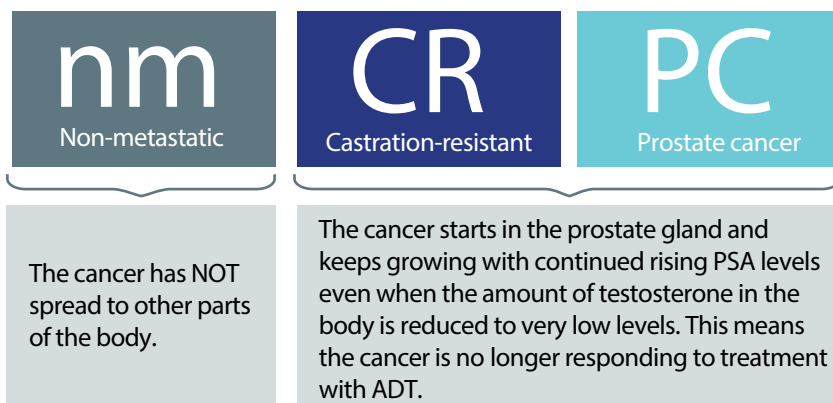 nm
Non-metastatic
CR
Castration-resistant
PC
Prostate cancer
The cancer has NOT
spread to other parts
of the body.
The cancer starts in the prostate gland and
keeps growing with continued rising PSA levels
even when the amount of testosterone in the
body is reduced to very low levels. This means
the cancer is no longer responding to treatment
with ADT.